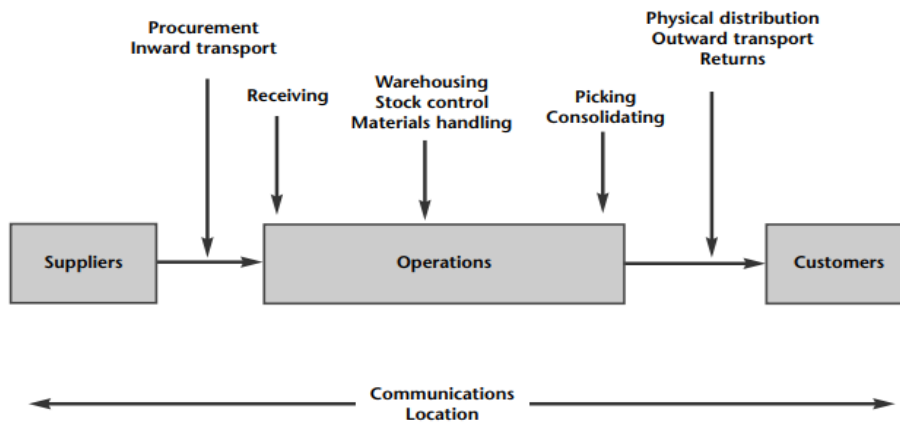 Procurement
Inward transport
Receiving
Warehousing
Stock control
Materials handling
Picking
Consolidating
Physical distribution
Outward transport
Returns
Suppliers
Operations
Customers
Communications
Location